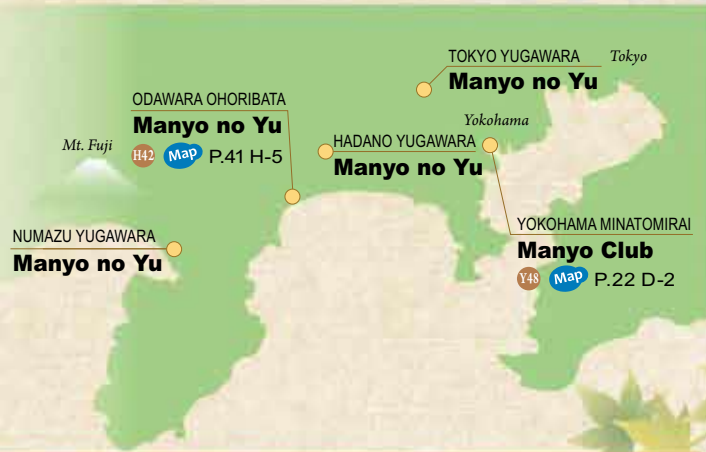 TOKYO YUGAWARA
Manyo no Yu
Tokyo
ODAWARA OHORIBATA
Manyo no Yu
H42 Map P.41 H-5
Mt. Fuji
Yokohama
HADANO YUGAWARA
Manyo no Yu
NUMAZU YUGAWARA
Manyo no Yu
YOKOHAMA MINATOMIRAI
Manyo Club
Y48 Map P.22 D-2